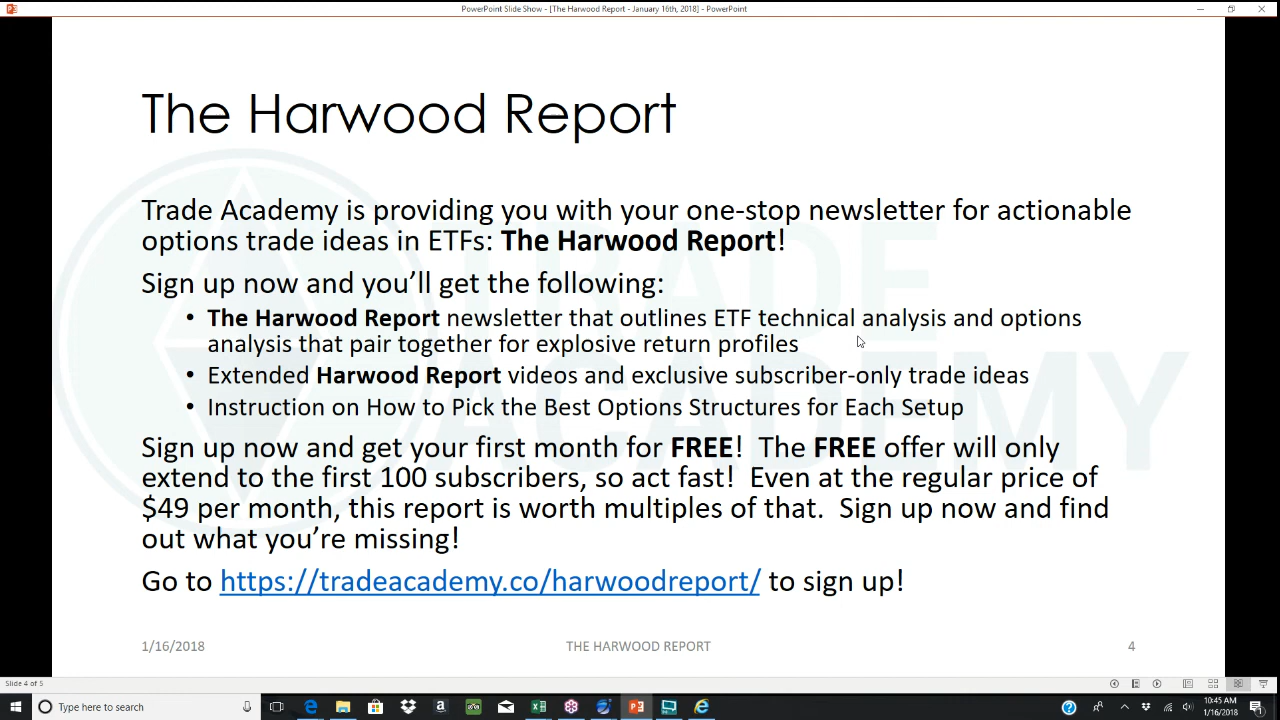 PowerPoint Slide Show - [The Harwood Report - January 16th, 2018] - PowerPoint
The Harwood Report
TRADE
ACADEMY
Trade Academy is providing you with your one-stop newsletter for actionable
options trade ideas in ETFs: The Harwood Report!
Sign up now and you’ll get the following:
• The Harwood Report newsletter that outlines ETF technical analysis and options
analysis that pair together for explosive return profiles
• Extended Harwood Report videos and exclusive subscriber-only trade ideas
• Instruction on How to Pick the Best Options Structures for Each Setup
Sign up now and get your first month for FREE!  The FREE offer will only
extend to the first 100 subscribers, so act fast!  Even at the regular price of
$49 per month, this report is worth multiples of that.  Sign up now and find
out what you’re missing!
Go to https://tradeacademy.co/harwoodreport/ to sign up!
1/16/2018 THE HARWOOD REPORT 4
Slide 4 of 5
Type here to search
10:45 AM
1/16/2018